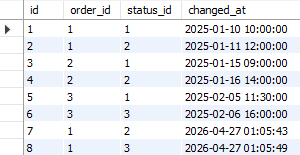 id order_id status_id changed_at
1 1 1 2025-01-10 10:00:00
2 1 2 2025-01-11 12:00:00
3 2 1 2025-01-15 09:00:00
4 2 2 2025-01-16 14:00:00
5 3 1 2025-02-05 11:30:00
6 3 3 2025-02-06 16:00:00
7 1 2 2026-04-27 01:05:43
8 1 3 2026-04-27 01:05:49